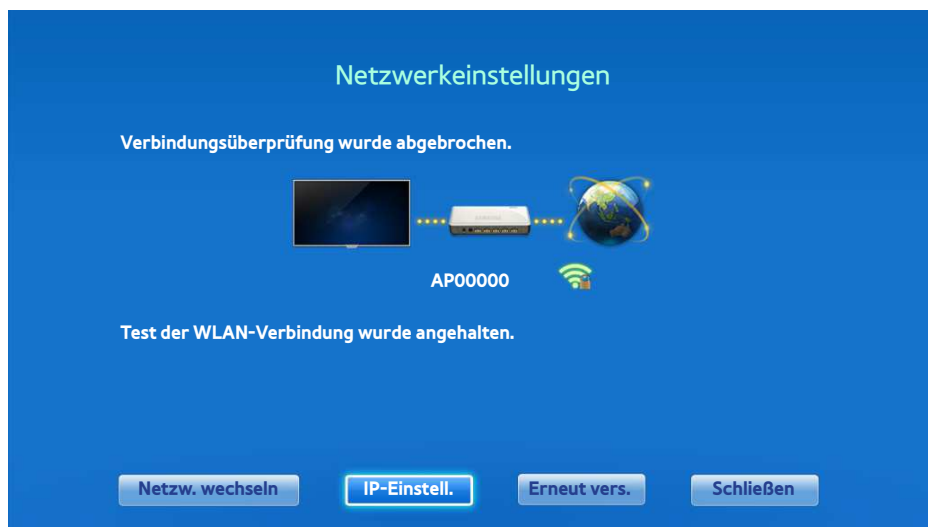 Netzwerkeinstellungen
Verbindungsüberprüfung wurde abgebrochen.
AP00000
Test der WLAN-Verbindung wurde angehalten.
Netzw. wechseln IP-Einstell. Erneut vers. Schließen